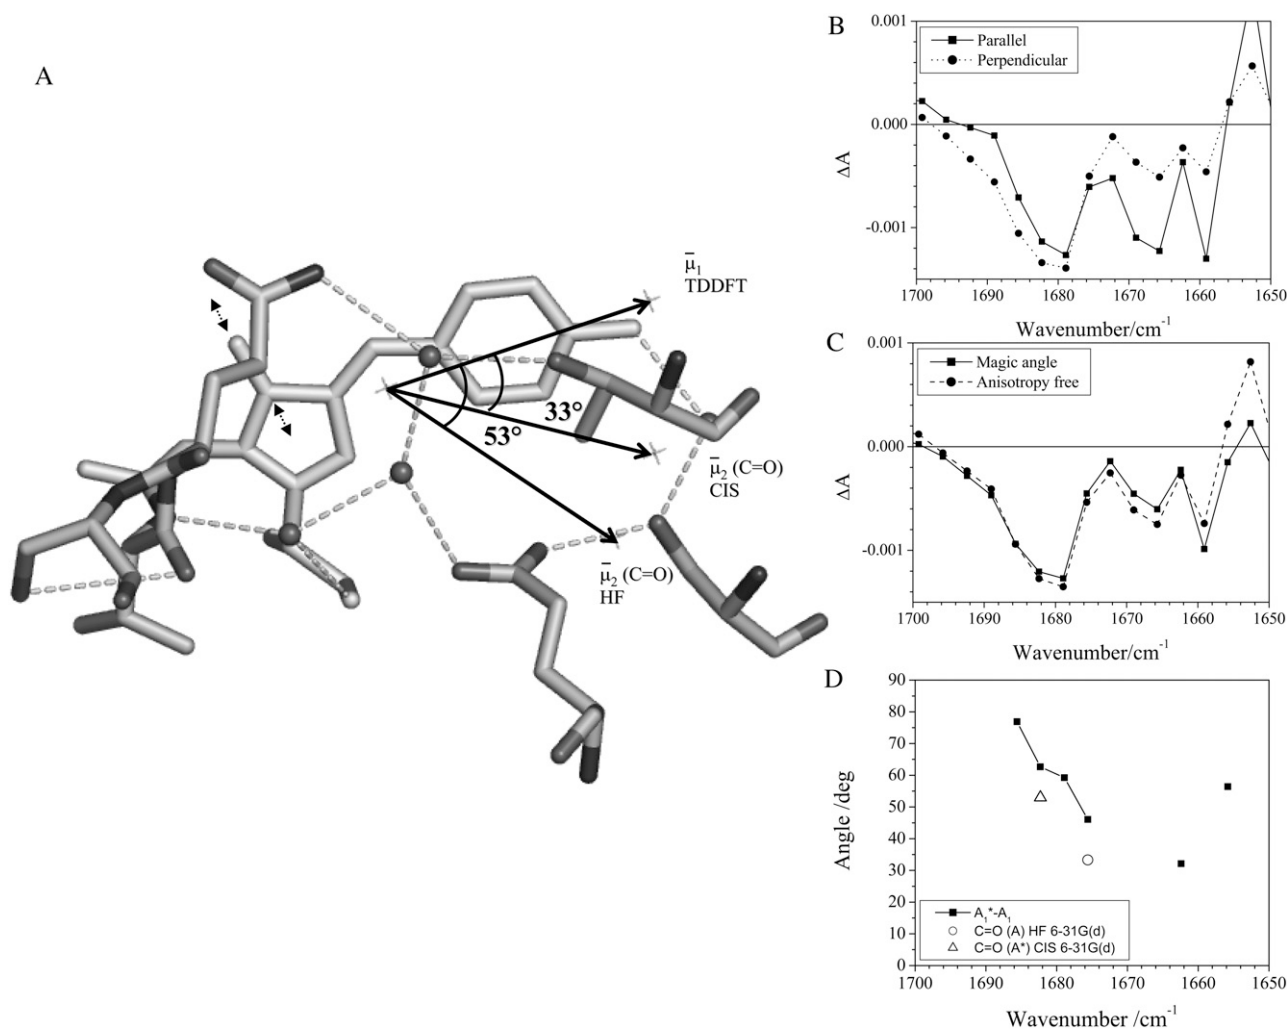 A
μ̄₁
TDDFT
33°
53°
μ̄₂ (C=O)
CIS
μ̄₂ (C=O)
HF
B
0.001
0.000
-0.001
ΔA
Parallel
Perpendicular
1700 1690 1680 1670 1660 1650
Wavenumber/cm⁻¹
C
0.001
0.000
-0.001
ΔA
Magic angle
Anisotropy free
1700 1690 1680 1670 1660 1650
Wavenumber/cm⁻¹
D
90
80
70
60
50
40
30
20
10
0
Angle /deg
A₁*-A₁
C=O (A) HF 6-31G(d)
C=O (A*) CIS 6-31G(d)
1700 1690 1680 1670 1660 1650
Wavenumber /cm⁻¹